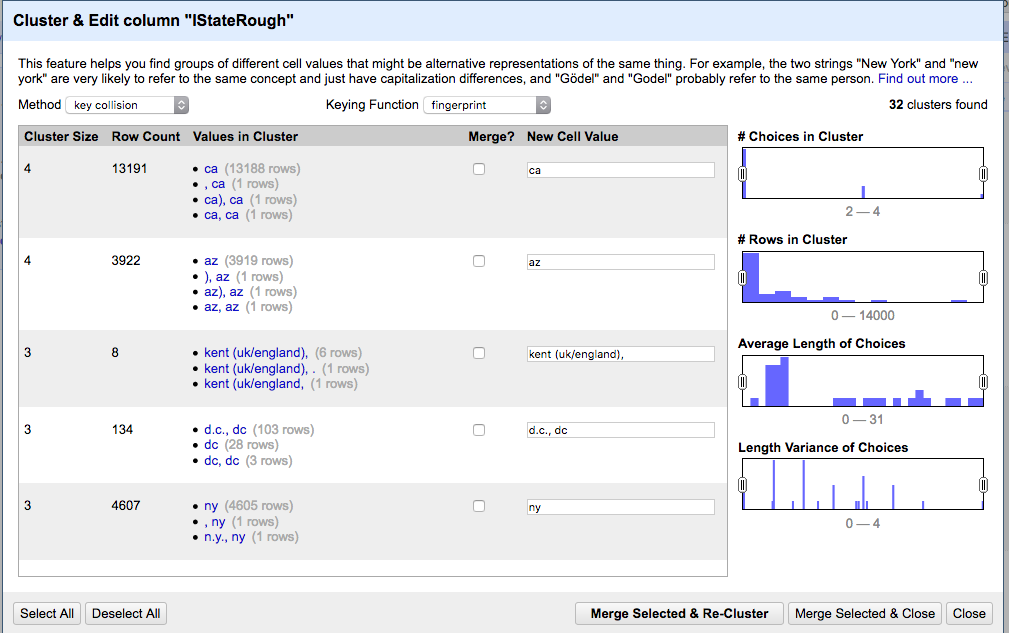 Cluster & Edit column "IStateRough"
This feature helps you find groups of different cell values that might be alternative representations of the same thing. For example, the two strings "New York" and "new
york" are very likely to refer to the same concept and just have capitalization differences, and "Gödel" and "Godel" probably refer to the same person. Find out more ...
Method key collision Keying Function fingerprint 32 clusters found
Cluster Size Row Count Values in Cluster Merge? New Cell Value
4 13191 • ca (13188 rows) ca
• , ca (1 rows)
• ca), ca (1 rows)
• ca, ca (1 rows)
4 3922 • az (3919 rows) az
• ), az (1 rows)
• az), az (1 rows)
• az, az (1 rows)
3 8 • kent (uk/england), (6 rows) kent (uk/england),
• kent (uk/england), . (1 rows)
• kent (uk/england, (1 rows)
3 134 • d.c., dc (103 rows) d.c., dc
• dc (28 rows)
• dc, dc (3 rows)
3 4607 • ny (4605 rows) ny
• , ny (1 rows)
• n.y., ny (1 rows)
# Choices in Cluster
2 — 4
# Rows in Cluster
0 — 14000
Average Length of Choices
0 — 31
Length Variance of Choices
0 — 4
Select All Deselect All Merge Selected & Re-Cluster Merge Selected & Close Close